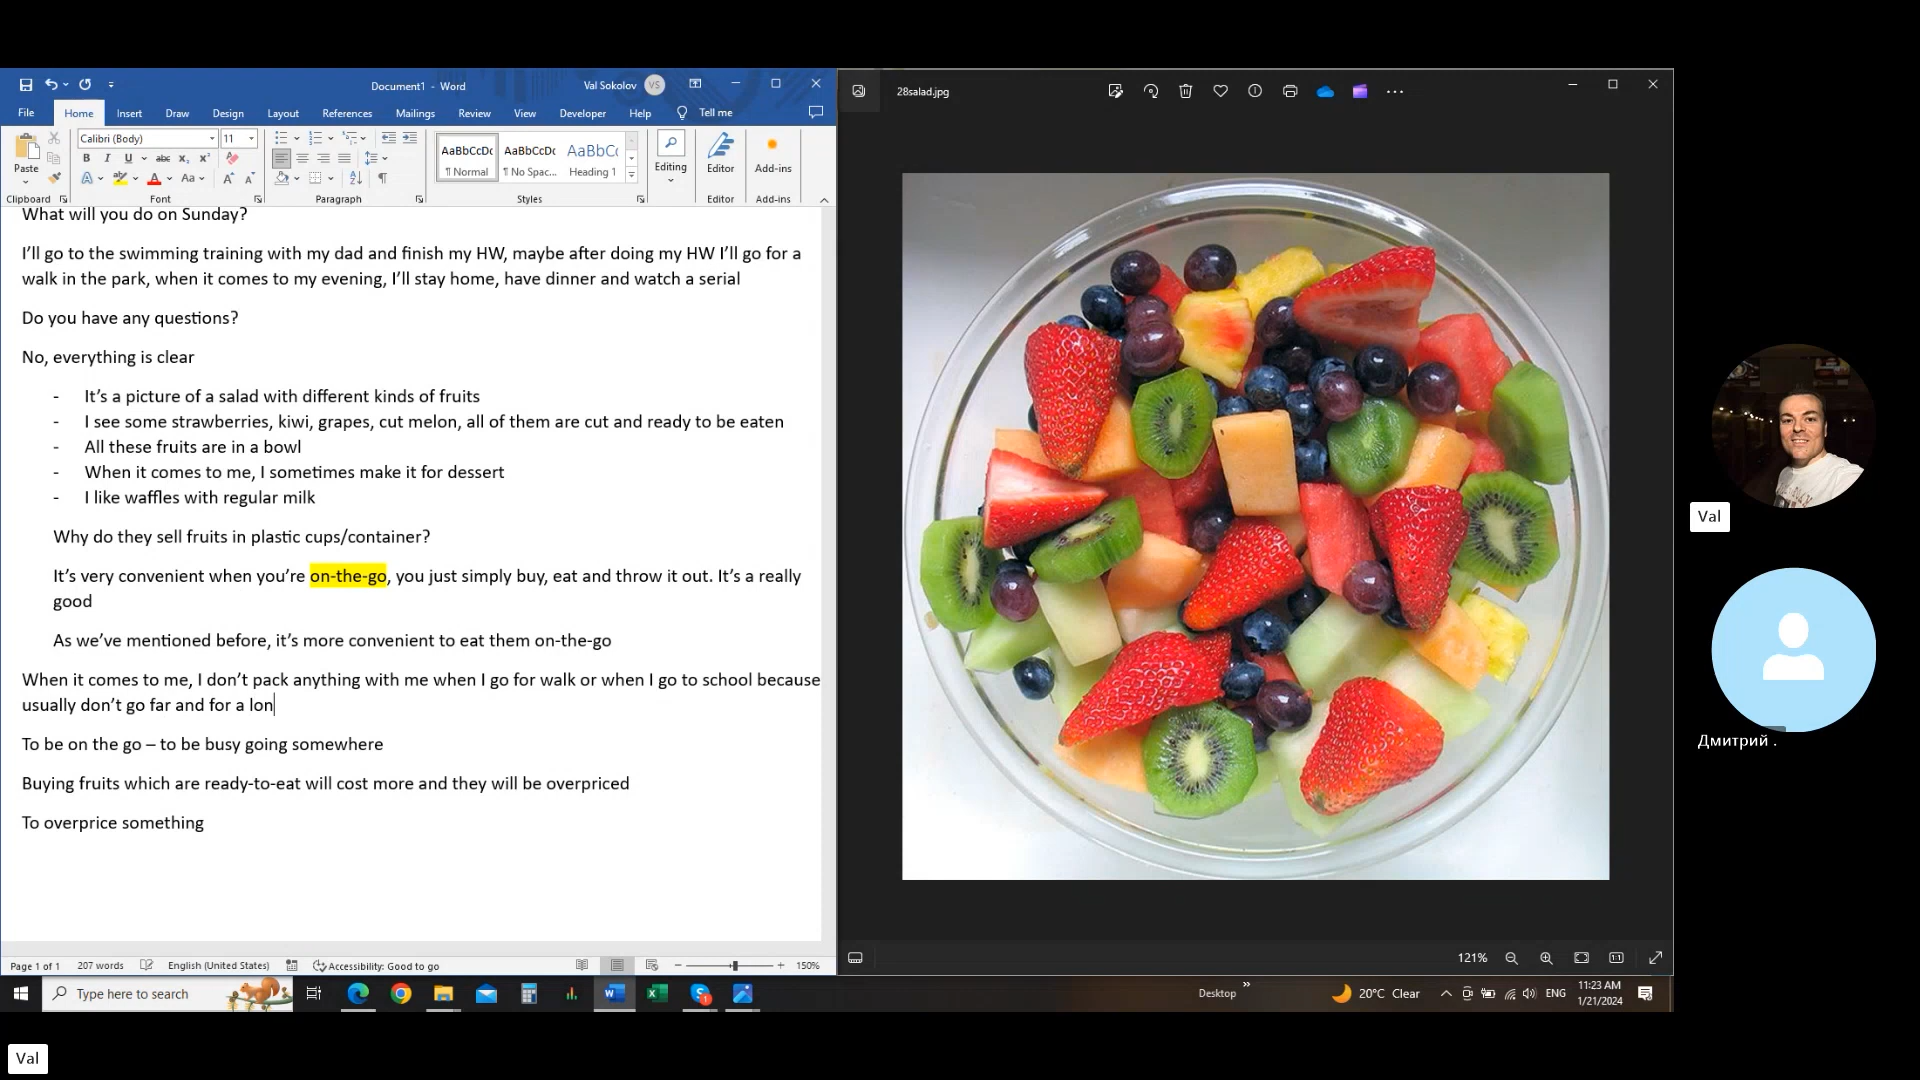 Document1 - Word
Val Sokolov
VS
File
Home
Insert
Draw
Design
Layout
References
Mailings
Review
View
Developer
Help
Tell me
Paste
Calibri (Body)
11
Editing
Editor
Add-ins
AaBbCcDc
AaBbCcDc
AaBbCc
¶ Normal
¶ No Spac...
Heading 1
Clipboard
Font
Paragraph
Styles
Editor
Add-ins
What will you do on Sunday?
I’ll go to the swimming training with my dad and finish my HW, maybe after doing my HW I’ll go for a
walk in the park, when it comes to my evening, I’ll stay home, have dinner and watch a serial
Do you have any questions?
No, everything is clear
- It’s a picture of a salad with different kinds of fruits
- I see some strawberries, kiwi, grapes, cut melon, all of them are cut and ready to be eaten
- All these fruits are in a bowl
- When it comes to me, I sometimes make it for dessert
- I like waffles with regular milk
Why do they sell fruits in plastic cups/container?
It’s very convenient when you’re on-the-go, you just simply buy, eat and throw it out. It’s a really
good
As we’ve mentioned before, it’s more convenient to eat them on-the-go
When it comes to me, I don’t pack anything with me when I go for walk or when I go to school because
usually don’t go far and for a lon
To be on the go – to be busy going somewhere
Buying fruits which are ready-to-eat will cost more and they will be overpriced
To overprice something
Page 1 of 1
207 words
English (United States)
Accessibility: Good to go
150%
28salad.jpg
121%
Type here to search
Desktop
20°C Clear
ENG
11:23 AM
1/21/2024
Val
Дмитрий .
Val